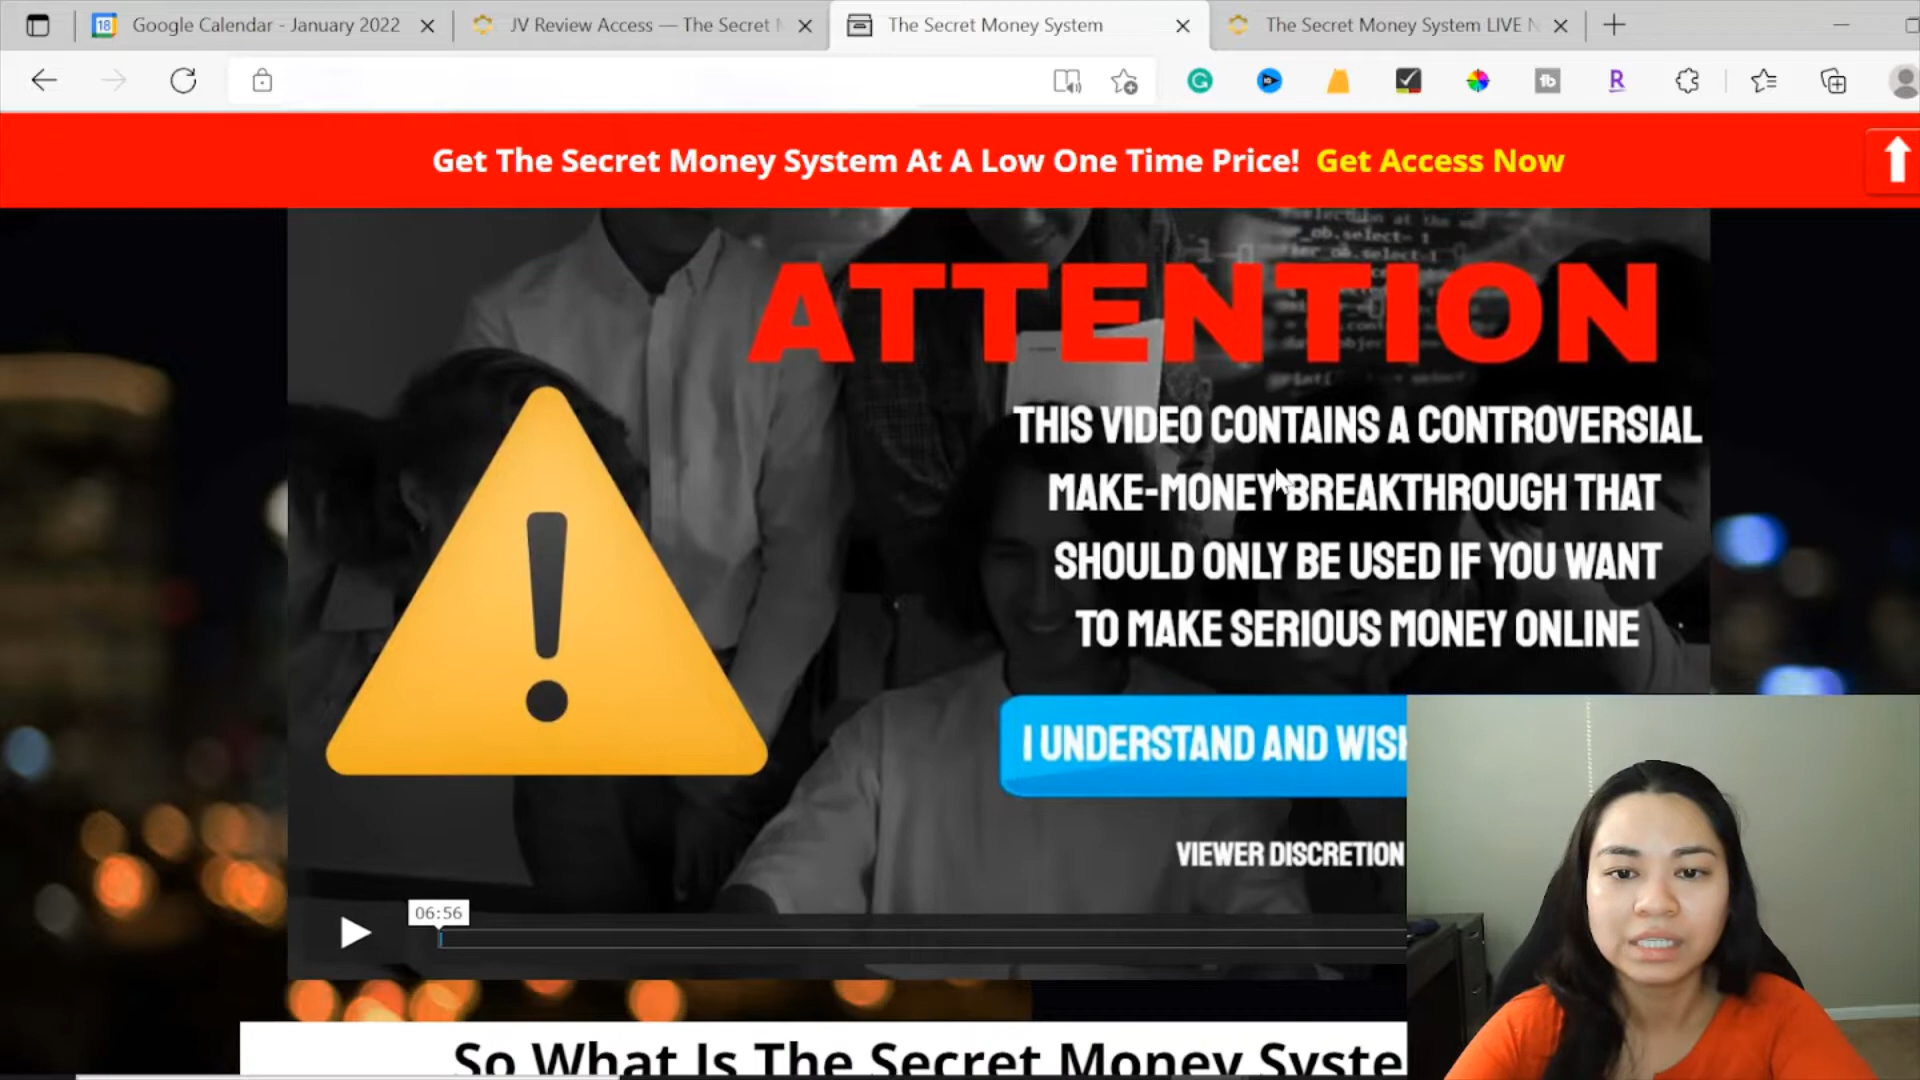 18 Google Calendar - January 2022
JV Review Access — The Secret
The Secret Money System
The Secret Money System LIVE
Get The Secret Money System At A Low One Time Price! Get Access Now
ATTENTION
THIS VIDEO CONTAINS A CONTROVERSIAL
MAKE-MONEY BREAKTHROUGH THAT
SHOULD ONLY BE USED IF YOU WANT
TO MAKE SERIOUS MONEY ONLINE
I UNDERSTAND AND WISH
VIEWER DISCRETION
06:56
So What Is The Secret Money Syste